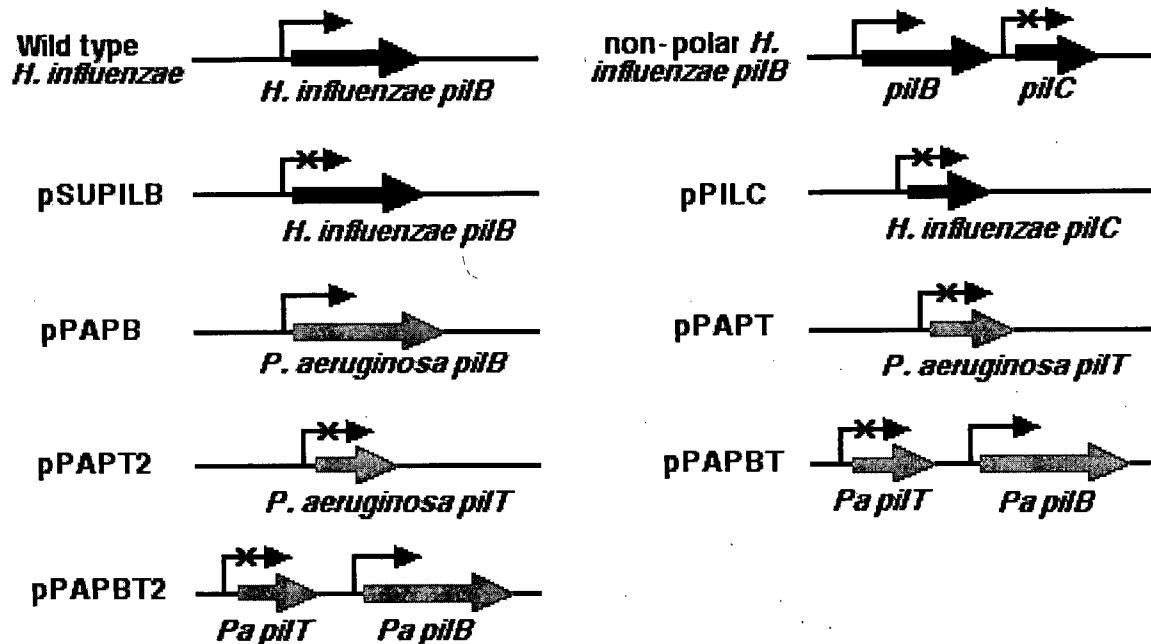 Wild type
H. influenzae
H. influenzae pilB
non-polar H.
influenzae pilB
pilB
pilC
pSUPILB
H. influenzae pilB
pPILC
H. influenzae pilC
pPAPB
P. aeruginosa pilB
pPAPT
P. aeruginosa pilT
pPAPT2
P. aeruginosa pilT
pPAPBT
Pa pilT
Pa pilB
pPAPBT2
Pa pilT
Pa pilB